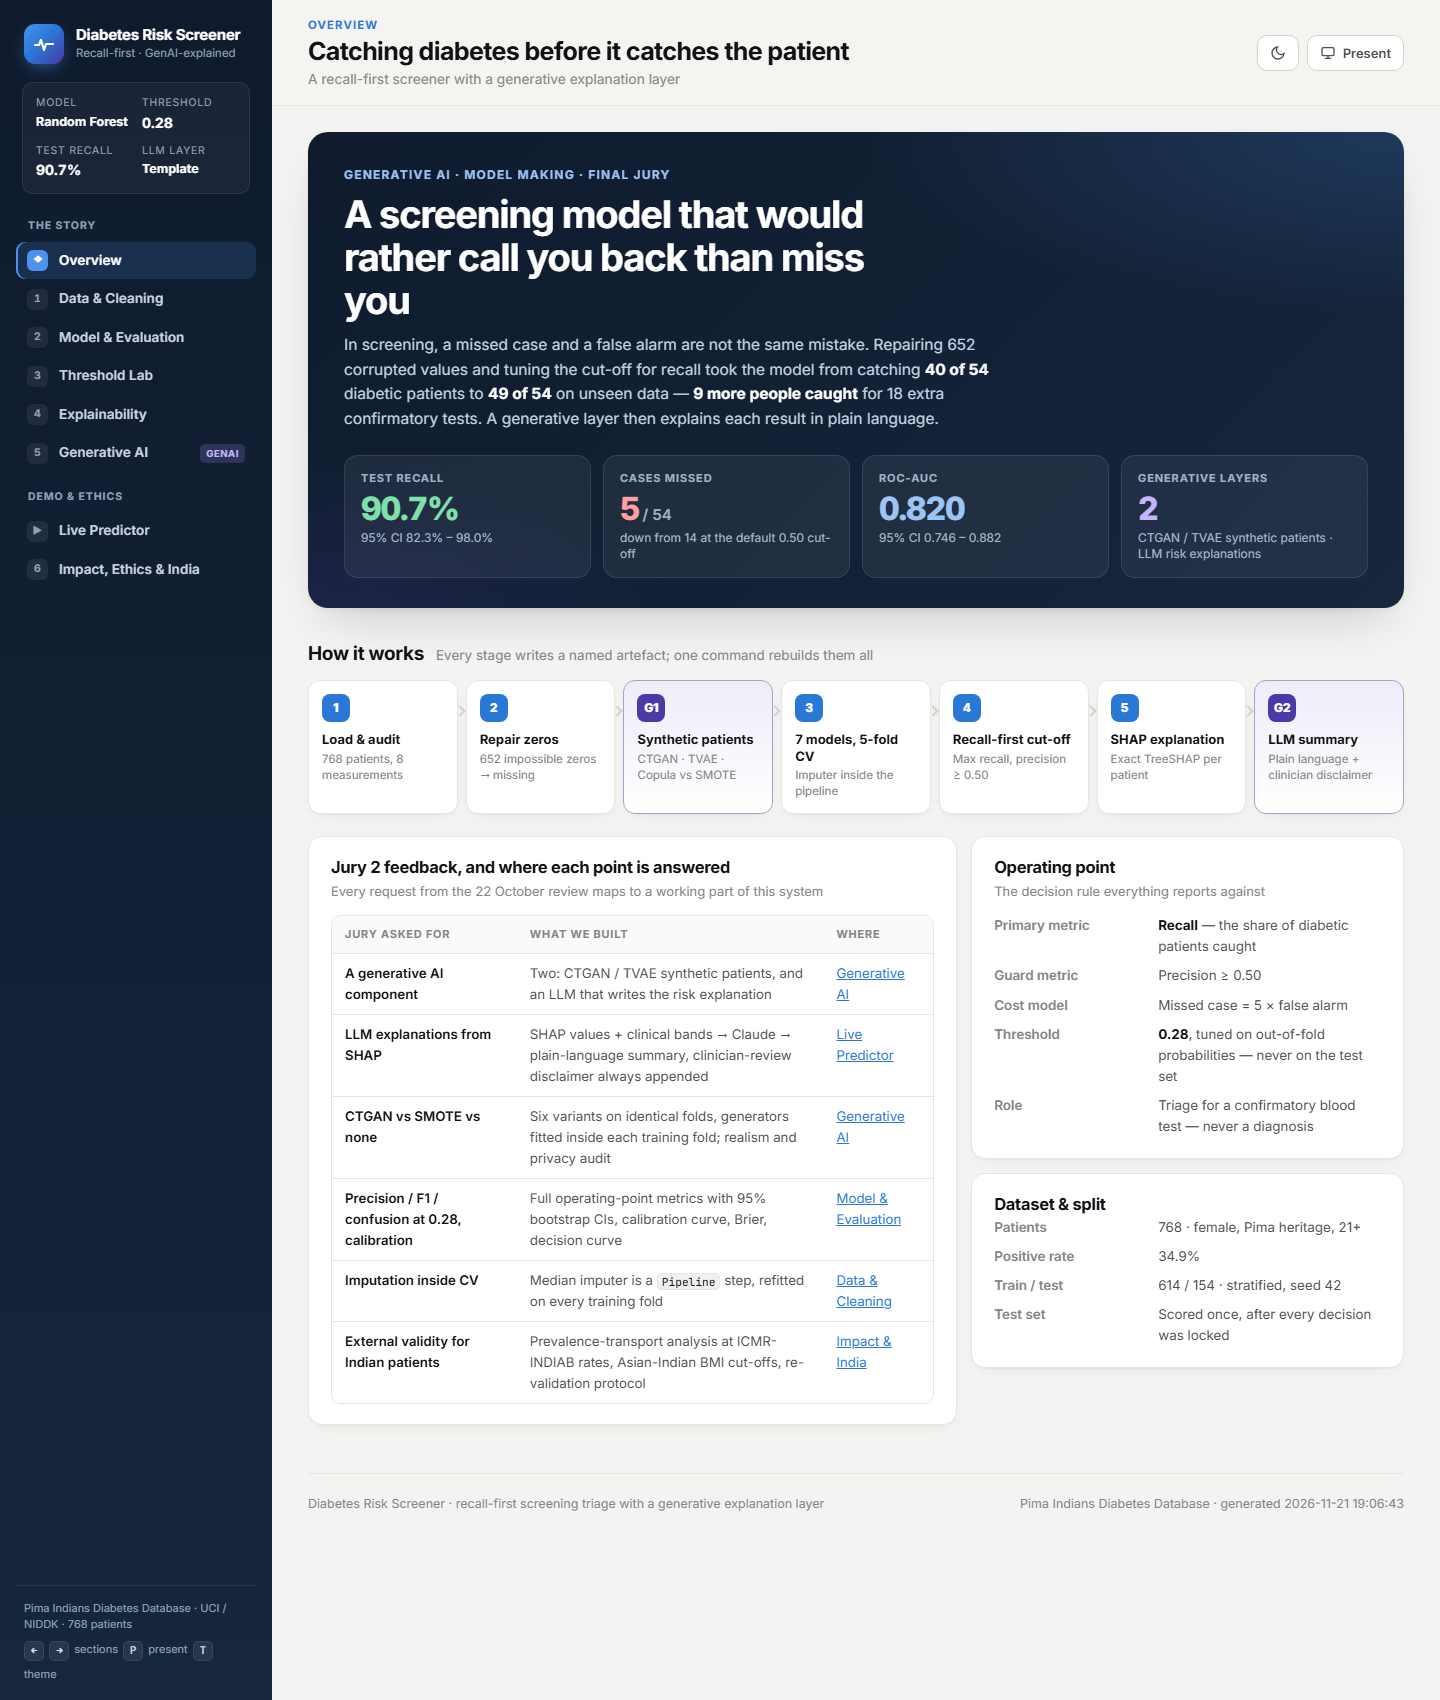 Diabetes Risk Screener
Recall-first · GenAI-explained
MODEL
Random Forest
THRESHOLD
0.28
TEST RECALL
90.7%
LLM LAYER
Template
THE STORY
Overview
1 Data & Cleaning
2 Model & Evaluation
3 Threshold Lab
4 Explainability
5 Generative AI GENAI
DEMO & ETHICS
Live Predictor
6 Impact, Ethics & India
Pima Indians Diabetes Database · UCI /
NIDDK · 768 patients
← → sections P present T
theme
OVERVIEW
Catching diabetes before it catches the patient
A recall-first screener with a generative explanation layer
Present
GENERATIVE AI · MODEL MAKING · FINAL JURY
A screening model that would
rather call you back than miss
you
In screening, a missed case and a false alarm are not the same mistake. Repairing 652
corrupted values and tuning the cut-off for recall took the model from catching 40 of 54
diabetic patients to 49 of 54 on unseen data — 9 more people caught for 18 extra
confirmatory tests. A generative layer then explains each result in plain language.
TEST RECALL
90.7%
95% CI 82.3% – 98.0%
CASES MISSED
5 / 54
down from 14 at the default 0.50 cut-
off
ROC-AUC
0.820
95% CI 0.746 – 0.882
GENERATIVE LAYERS
2
CTGAN / TVAE synthetic patients ·
LLM risk explanations
How it works Every stage writes a named artefact; one command rebuilds them all
1
Load & audit
768 patients, 8
measurements
2
Repair zeros
652 impossible zeros
→ missing
G1
Synthetic patients
CTGAN · TVAE ·
Copula vs SMOTE
3
7 models, 5-fold
CV
Imputer inside the
pipeline
4
Recall-first cut-off
Max recall, precision
≥ 0.50
5
SHAP explanation
Exact TreeSHAP per
patient
G2
LLM summary
Plain language +
clinician disclaimer
Jury 2 feedback, and where each point is answered
Every request from the 22 October review maps to a working part of this system
JURY ASKED FOR WHAT WE BUILT WHERE
A generative AI
component
Two: CTGAN / TVAE synthetic patients, and
an LLM that writes the risk explanation
Generative
AI
LLM explanations from
SHAP
SHAP values + clinical bands → Claude →
plain-language summary, clinician-review
disclaimer always appended
Live
Predictor
CTGAN vs SMOTE vs
none
Six variants on identical folds, generators
fitted inside each training fold; realism and
privacy audit
Generative
AI
Precision / F1 /
confusion at 0.28,
calibration
Full operating-point metrics with 95%
bootstrap CIs, calibration curve, Brier,
decision curve
Model &
Evaluation
Imputation inside CV
Median imputer is a Pipeline step, refitted
on every training fold
Data &
Cleaning
External validity for
Indian patients
Prevalence-transport analysis at ICMR-
INDIAB rates, Asian-Indian BMI cut-offs, re-
validation protocol
Impact &
India
Operating point
The decision rule everything reports against
Primary metric
Recall — the share of diabetic
patients caught
Guard metric
Precision ≥ 0.50
Cost model
Missed case = 5 × false alarm
Threshold
0.28, tuned on out-of-fold
probabilities — never on the test
set
Role
Triage for a confirmatory blood
test — never a diagnosis
Dataset & split
Patients
768 · female, Pima heritage, 21+
Positive rate
34.9%
Train / test
614 / 154 · stratified, seed 42
Test set
Scored once, after every decision
was locked
Diabetes Risk Screener · recall-first screening triage with a generative explanation layer
Pima Indians Diabetes Database · generated 2026-11-21 19:06:43